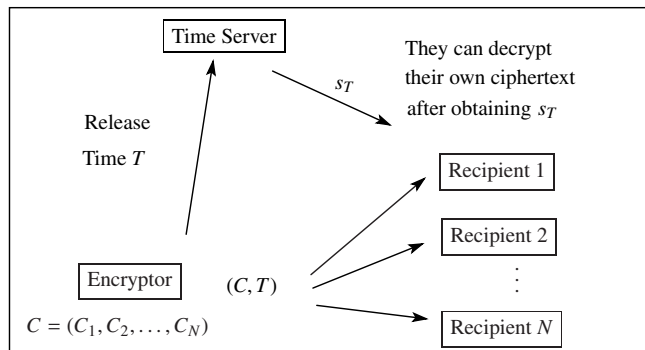 Time Server
They can decrypt
their own ciphertext
after obtaining s_T
s_T
Release
Time T
Recipient 1
Recipient 2
⋮
Encryptor
(C, T)
C = (C_1, C_2, . . . , C_N)
Recipient N